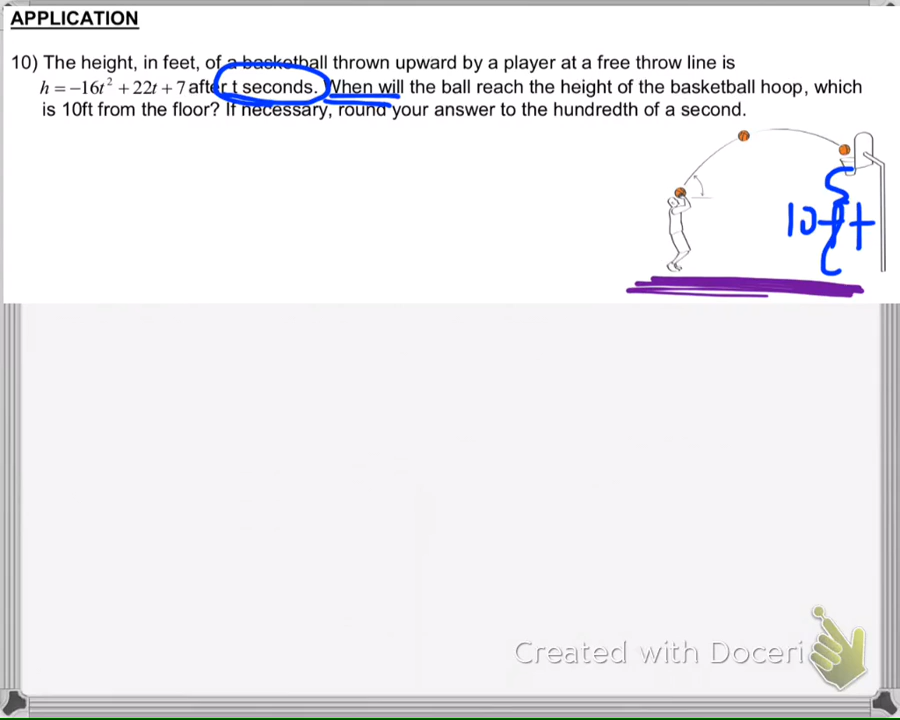 APPLICATION
10) The height, in feet, of a basketball thrown upward by a player at a free throw line is
h = −16t² + 22t + 7 after t seconds. When will the ball reach the height of the basketball hoop, which
is 10ft from the floor? If necessary, round your answer to the hundredth of a second.
10 ft
Created with Doceri